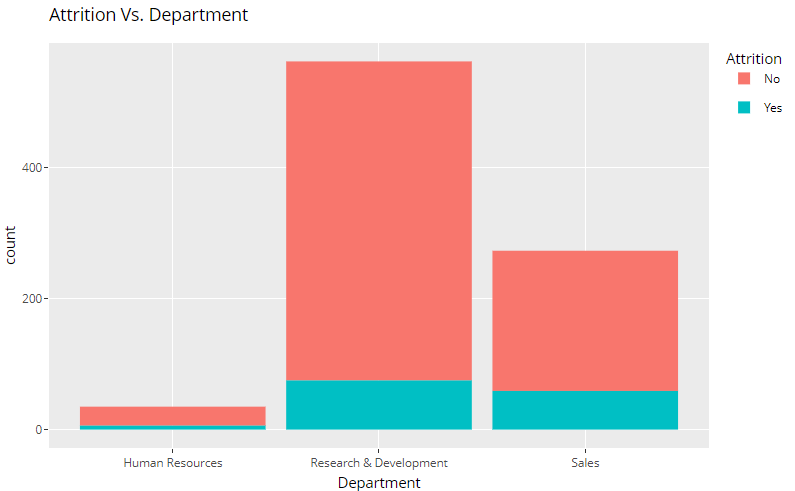 Attrition Vs. Department
Attrition
No
Yes
count
400
200
0
Human Resources
Research & Development
Sales
Department